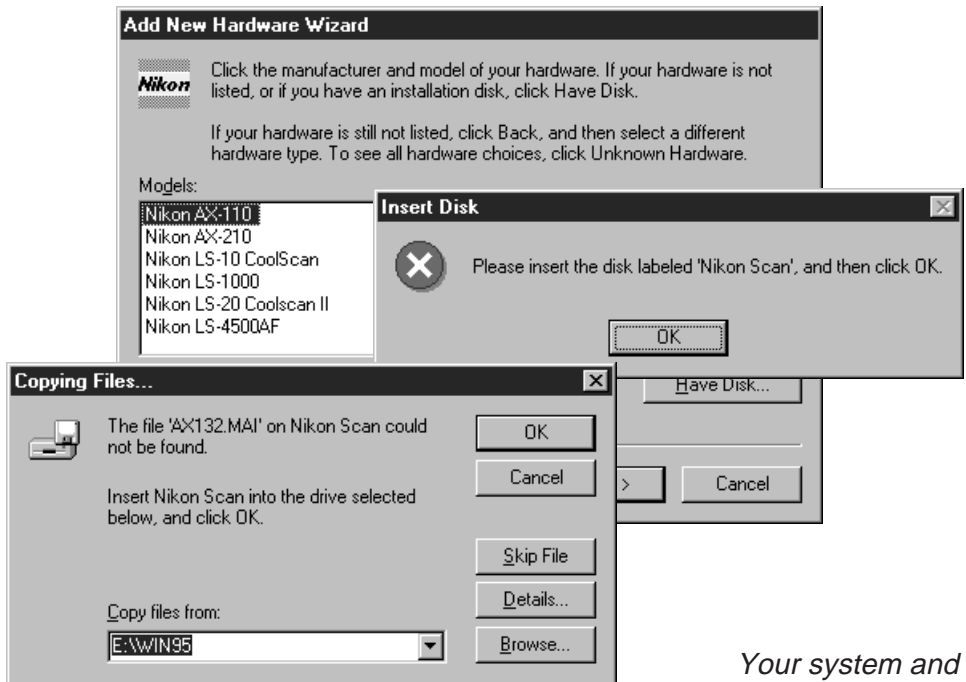 Add New Hardware Wizard
Nikon
Click the manufacturer and model of your hardware. If your hardware is not
listed, or if you have an installation disk, click Have Disk.
If your hardware is still not listed, click Back, and then select a different
hardware type. To see all hardware choices, click Unknown Hardware.
Models:
Nikon AX-110
Nikon AX-210
Nikon LS-10 CoolScan
Nikon LS-1000
Nikon LS-20 Coolscan II
Nikon LS-4500AF
Insert Disk
Please insert the disk labeled 'Nikon Scan', and then click OK.
OK
Have Disk...
>
Cancel
Copying Files...
The file 'AX132.MAI' on Nikon Scan could
not be found.
Insert Nikon Scan into the drive selected
below, and click OK.
Copy files from:
E:\WIN95
OK
Cancel
Skip File
Details...
Browse...
Your system and